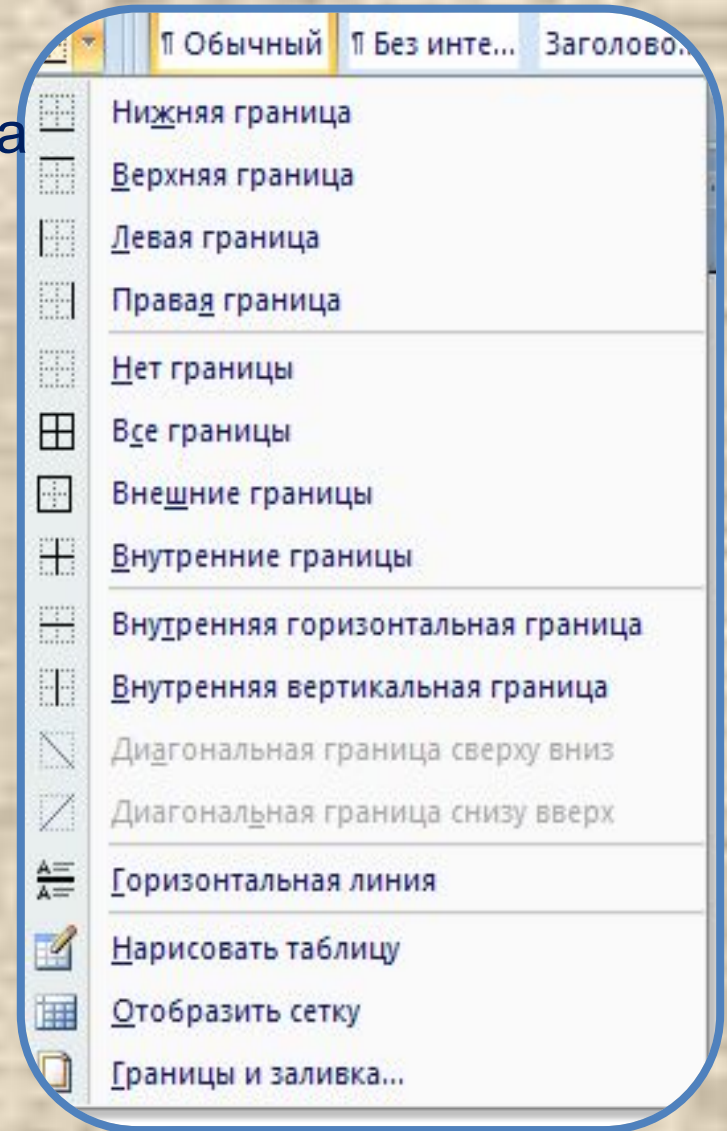 ¶ Обычный ¶ Без инте... Заголово...
а
Нижняя граница
Верхняя граница
Левая граница
Правая граница
Нет границы
Все границы
Внешние границы
Внутренние границы
Внутренняя горизонтальная граница
Внутренняя вертикальная граница
Диагональная граница сверху вниз
Диагональная граница снизу вверх
Горизонтальная линия
Нарисовать таблицу
Отобразить сетку
Границы и заливка...